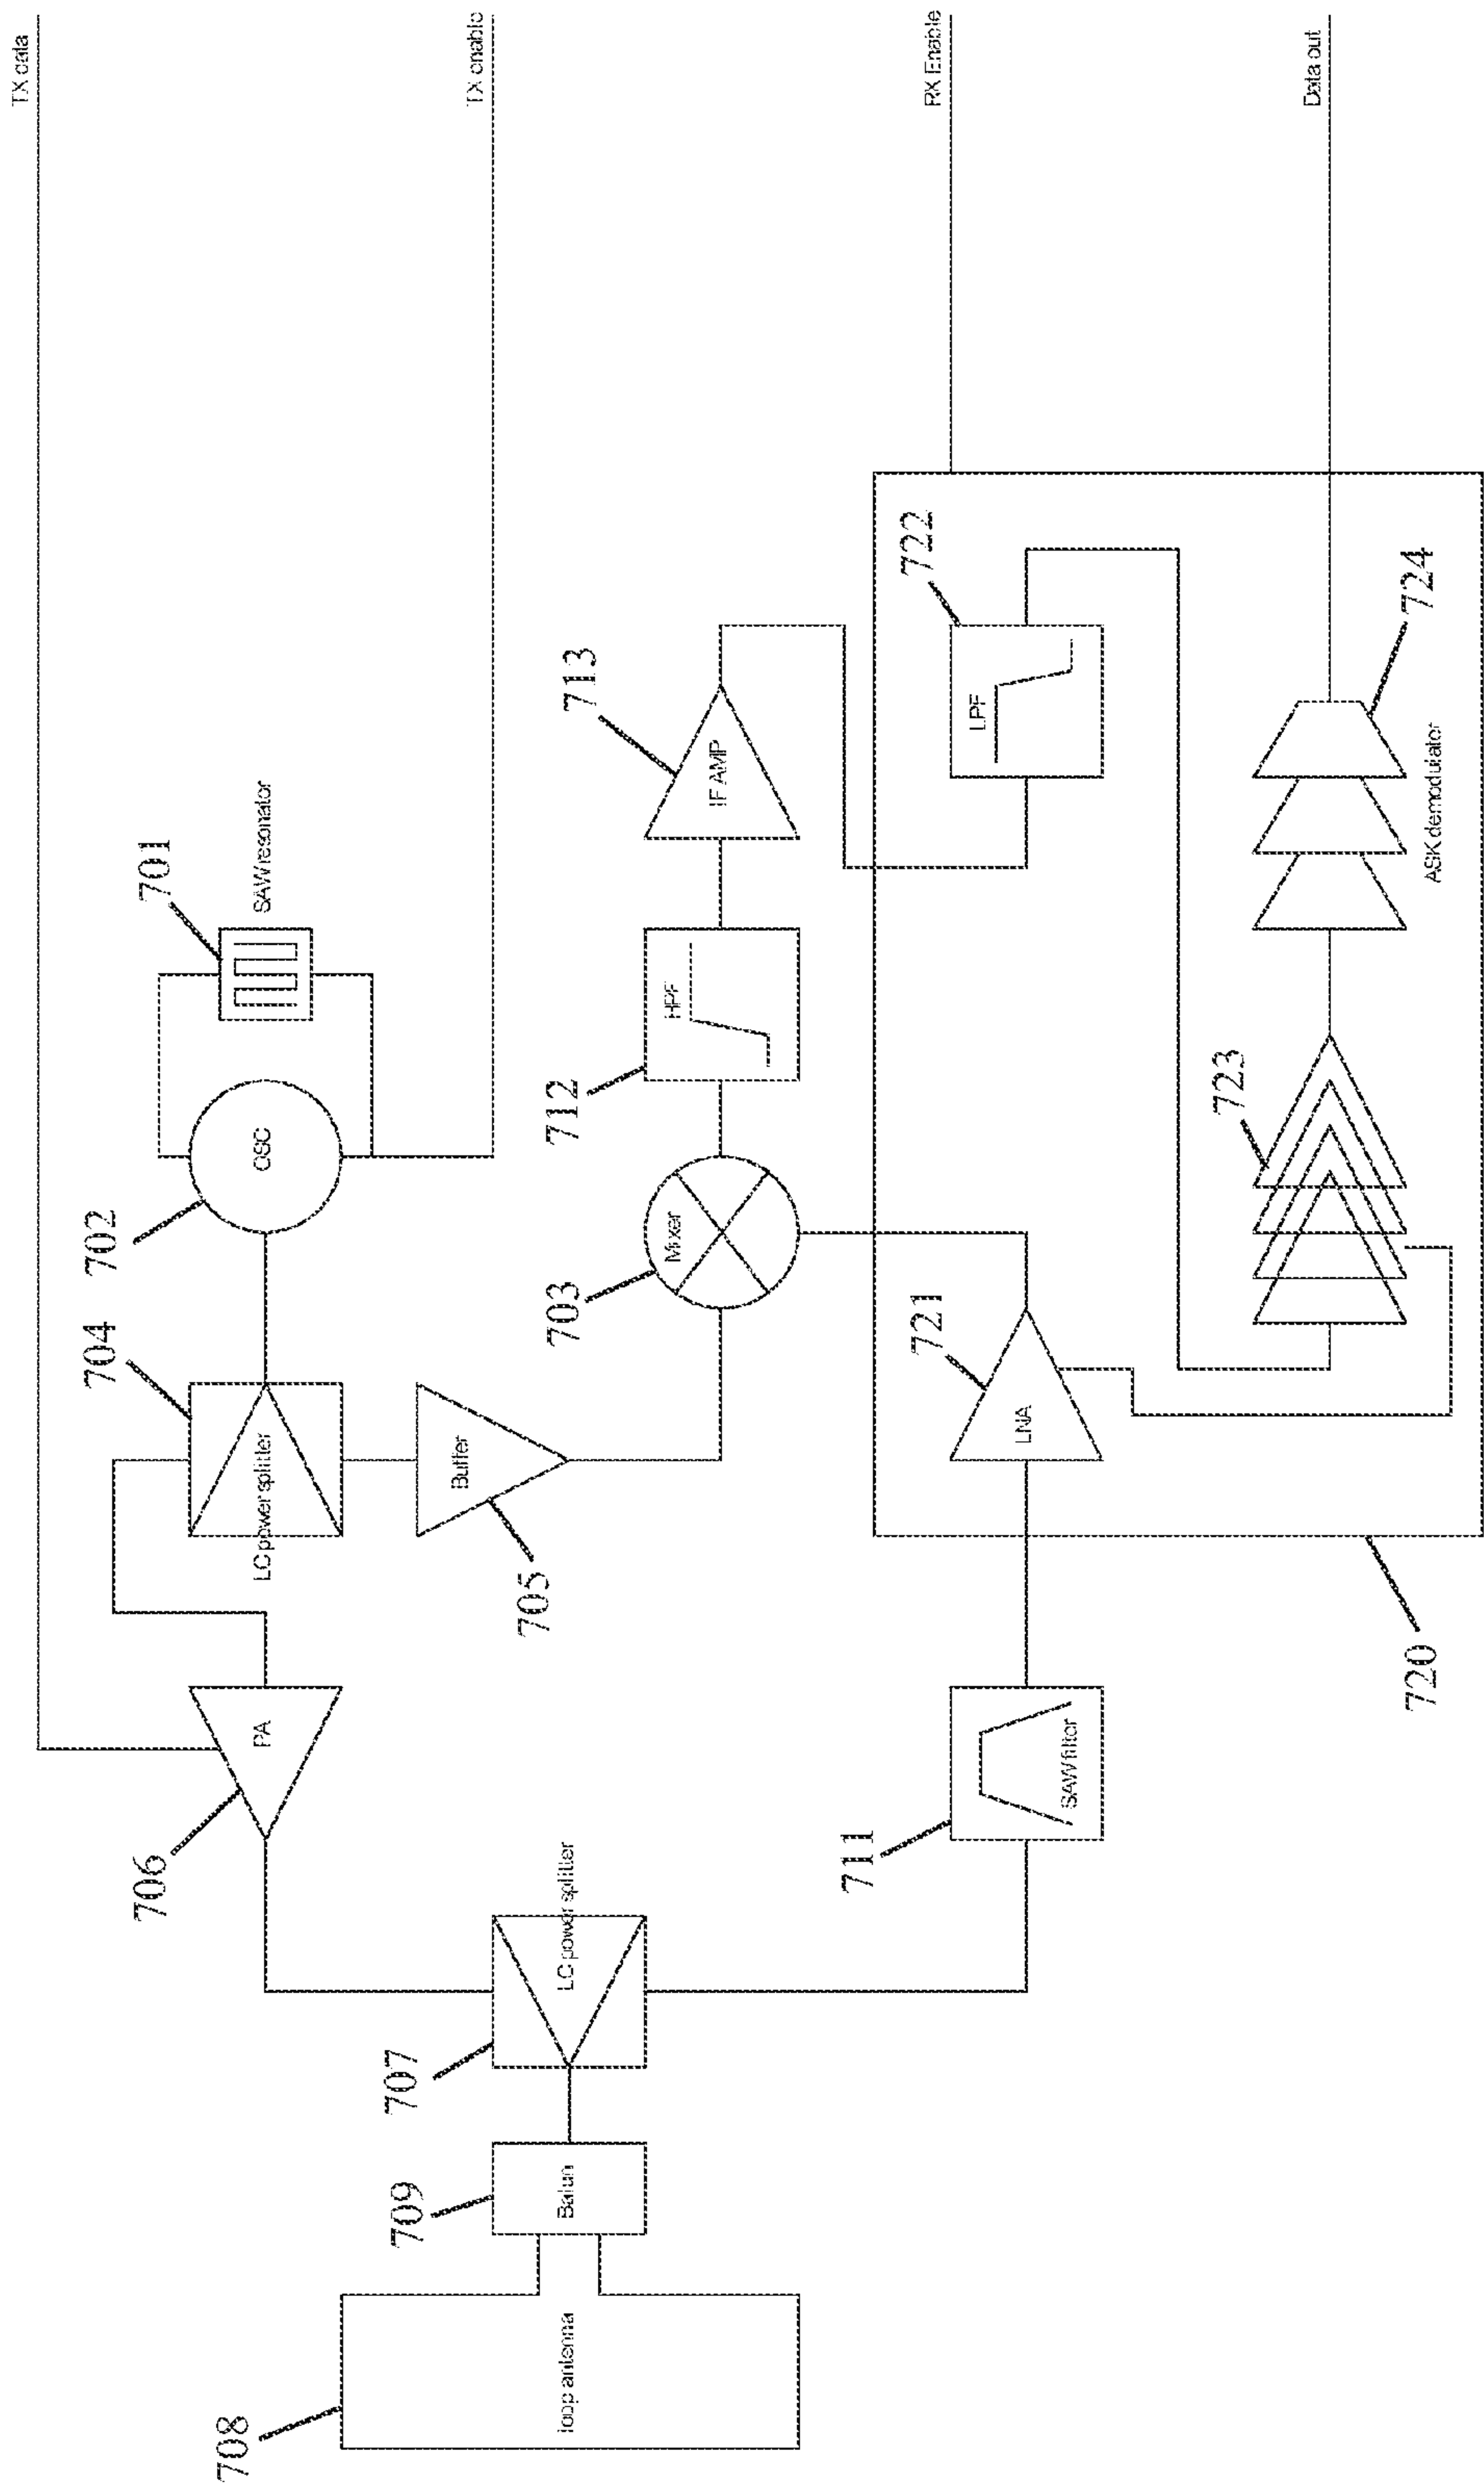 TX data
TX enable
RX Enable
Data out
701
SAW resonator
702
OSC
704
LC power splitter
705
Buffer
706
PA
703
Mixer
712
HPF
713
IF AMP
722
LPF
724
ASK demodulator
723
721
LNA
720
711
SAW filter
707
LC power splitter
709
Balun
708
loop antenna